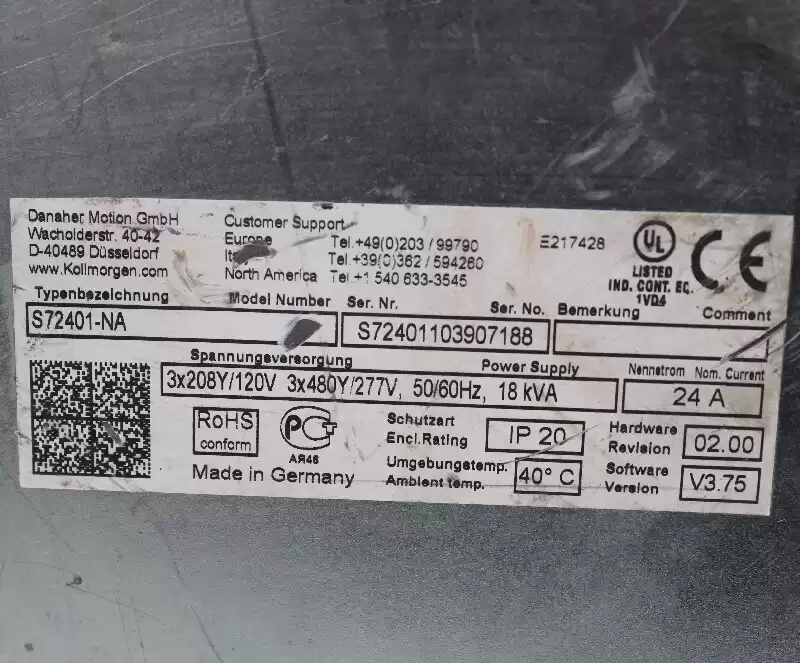 Danaher Motion GmbH
Wacholderstr. 40-42
D-40489 Düsseldorf
www.Kollmorgen.com
Customer Support
Europe Tel.+49(0)203 / 99790
Tel.+39(0)362 / 594260
North America Tel +1 540 633-3545
E217428
UL
LISTED
IND. CONT. EQ.
1VD4
CE
Typenbezeichnung Model Number
S72401-NA
Ser. Nr. Ser. No.
S72401103907188
Bemerkung Comment
Spannungsversorgung Power Supply
3x208Y/120V 3x480Y/277V, 50/60Hz, 18 kVA
Nennstrom Nom. Current
24 A
RoHS
conform
АЯ46
Made in Germany
Schutzart
Encl.Rating
IP 20
Umgebungstemp.
Ambient temp.
40° C
Hardware
Revision
02.00
Software
Version
V3.75